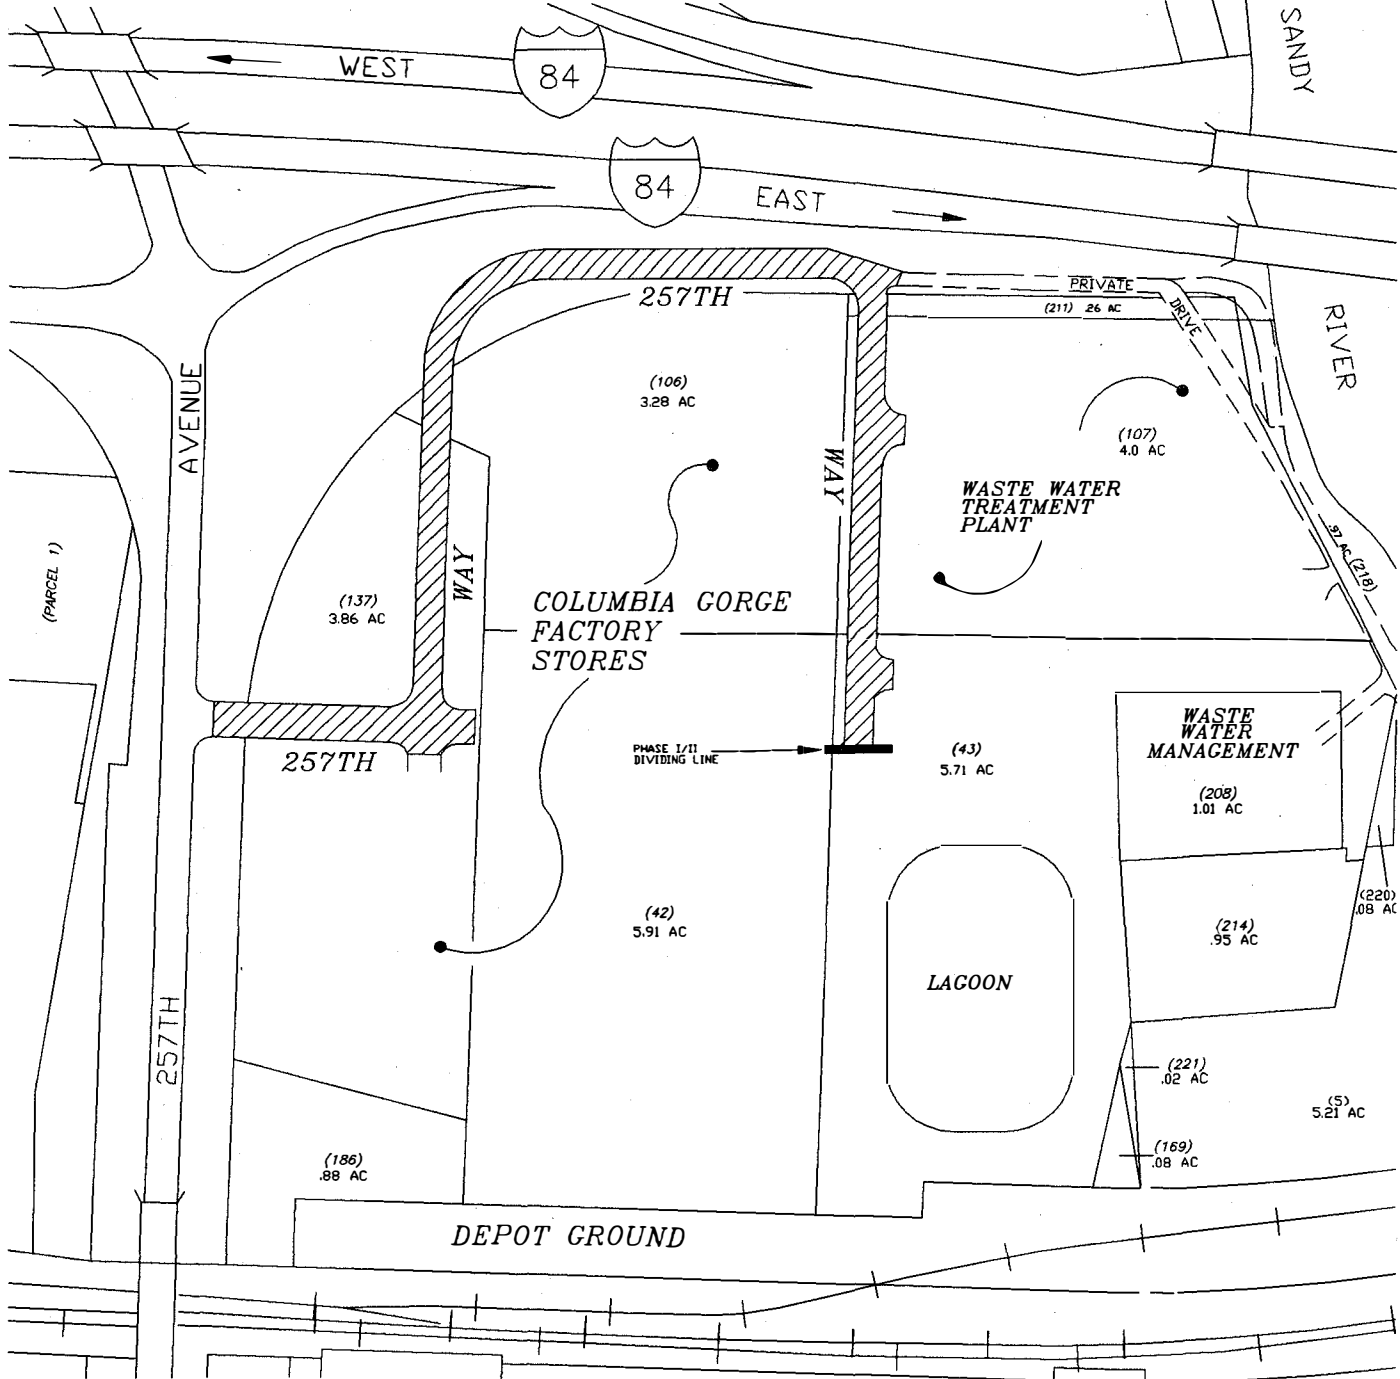 SANDY
WEST
84
84
EAST
257TH
PRIVATE
DRIVE
(211) .26 AC
RIVER
AVENUE
(106)
3.28 AC
(107)
4.0 AC
WAY
WASTE WATER
TREATMENT
PLANT
.97 AC (218)
(PARCEL 1)
WAY
(137)
3.86 AC
COLUMBIA GORGE
FACTORY
STORES
257TH
PHASE I/II
DIVIDING LINE
(43)
5.71 AC
WASTE
WATER
MANAGEMENT
(208)
1.01 AC
(220)
.08 AC
(42)
5.91 AC
(214)
.95 AC
LAGOON
257TH
(221)
.02 AC
(5)
5.21 AC
(186)
.88 AC
(169)
.08 AC
DEPOT GROUND